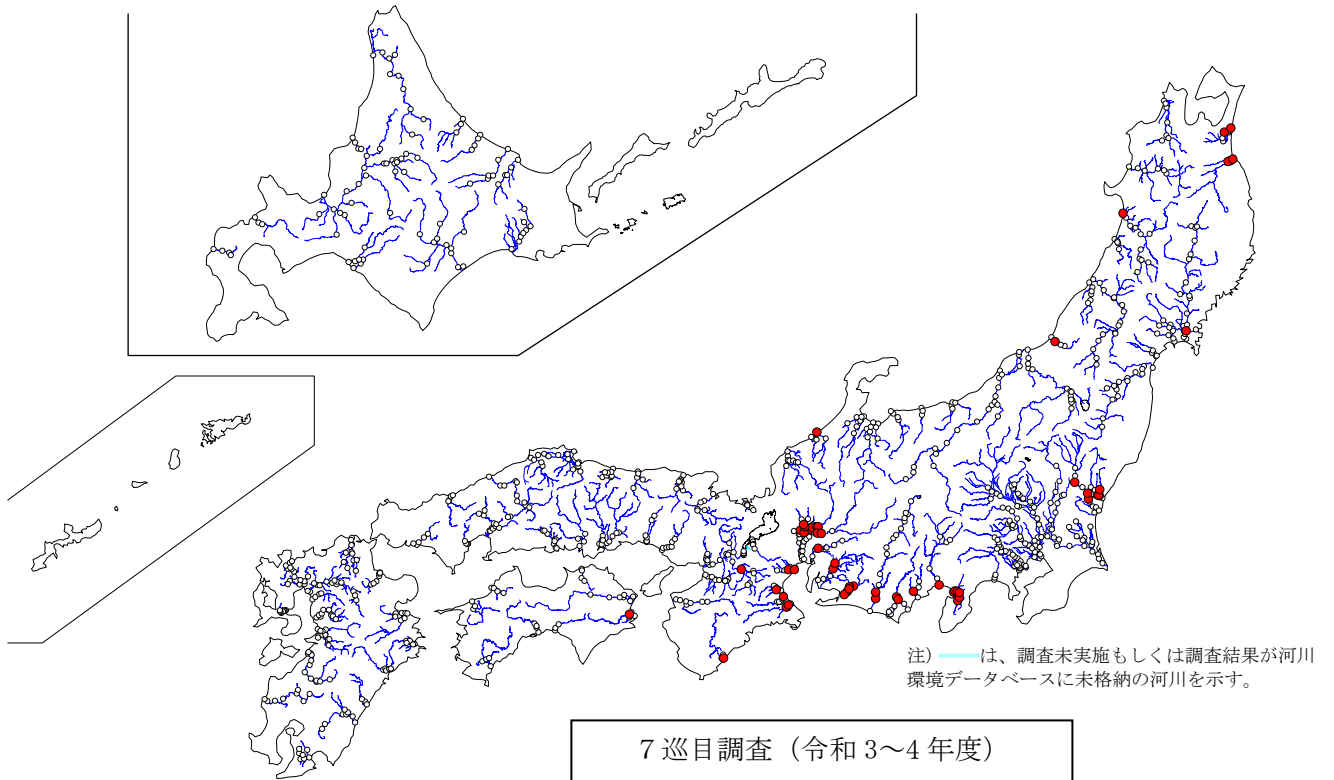 注) ――は、調査未実施もしくは調査結果が河川
環境データベースに未格納の河川を示す。
7 巡目調査（令和 3～4 年度）